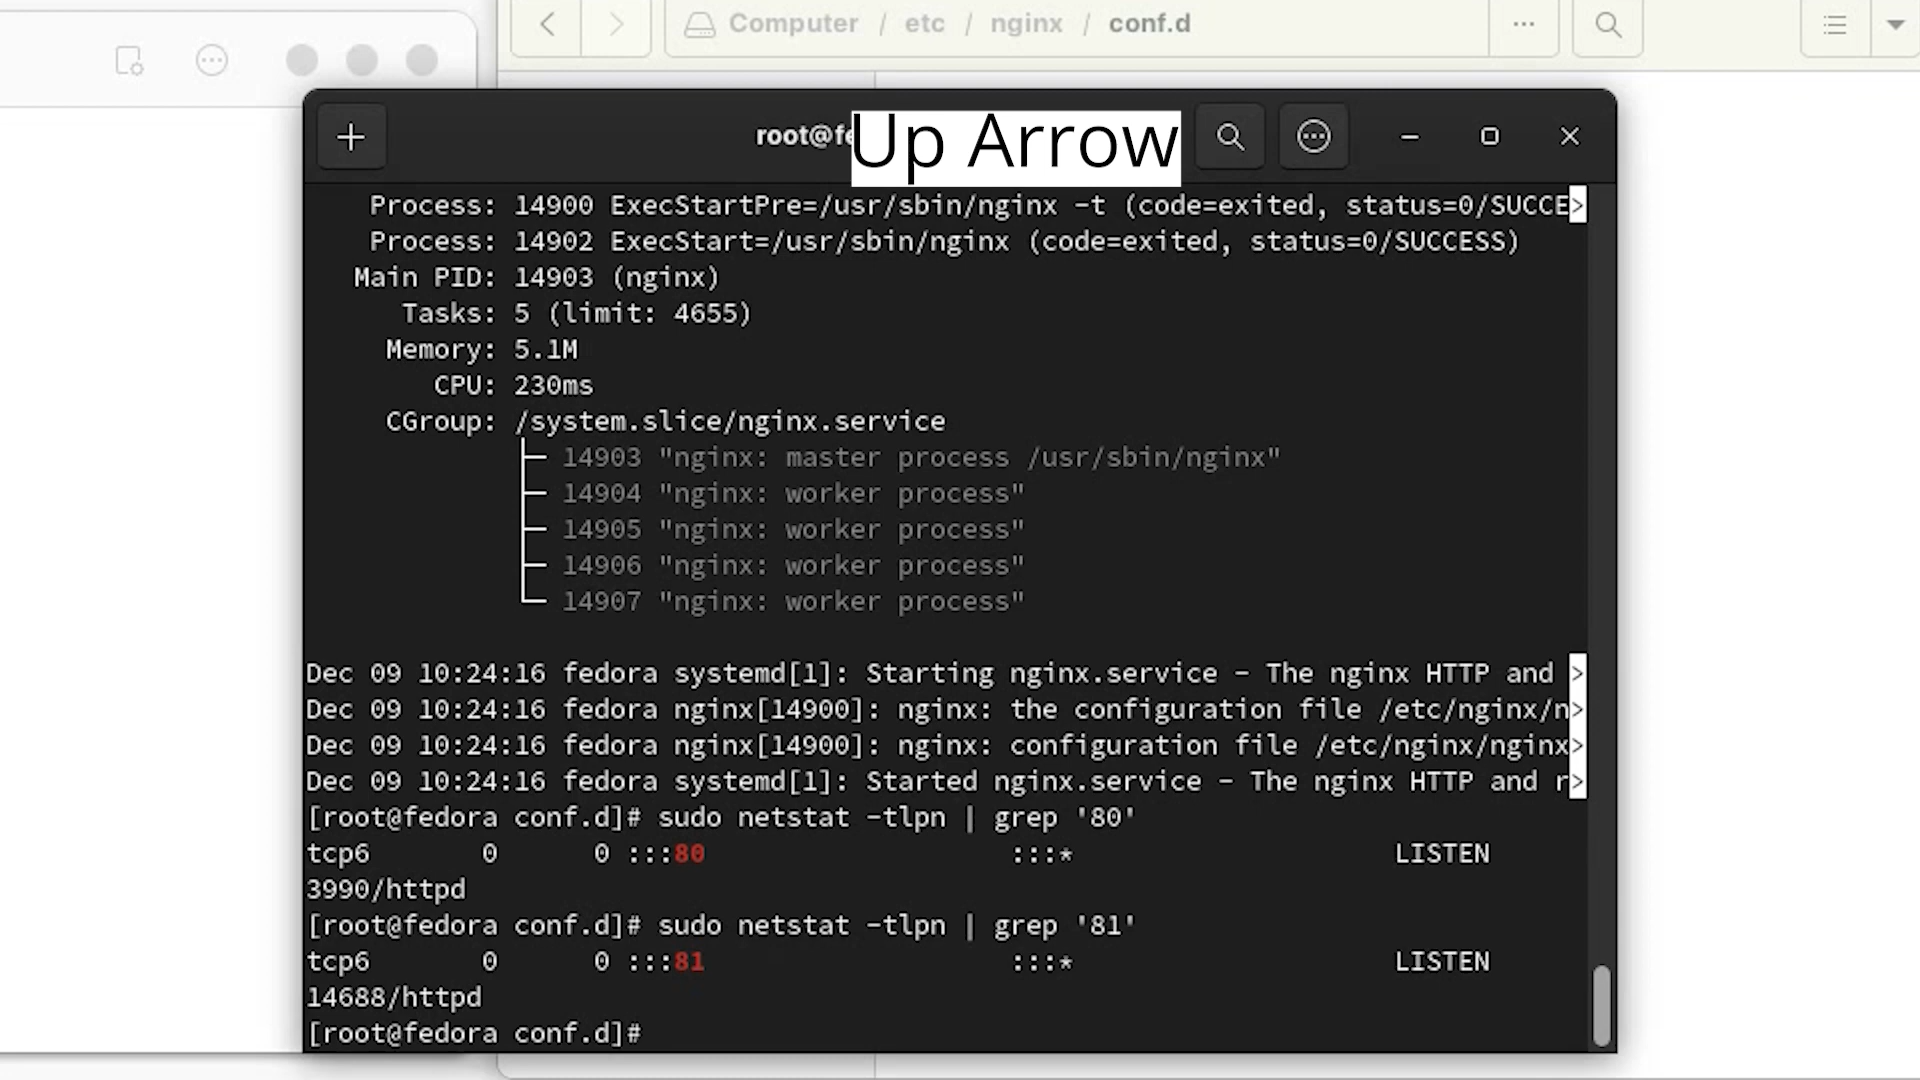 Computer / etc / nginx / conf.d
root@fe
Up Arrow
Process: 14900 ExecStartPre=/usr/sbin/nginx -t (code=exited, status=0/SUCCE>
Process: 14902 ExecStart=/usr/sbin/nginx (code=exited, status=0/SUCCESS)
Main PID: 14903 (nginx)
Tasks: 5 (limit: 4655)
Memory: 5.1M
CPU: 230ms
CGroup: /system.slice/nginx.service
├─ 14903 "nginx: master process /usr/sbin/nginx"
├─ 14904 "nginx: worker process"
├─ 14905 "nginx: worker process"
├─ 14906 "nginx: worker process"
└─ 14907 "nginx: worker process"
Dec 09 10:24:16 fedora systemd[1]: Starting nginx.service - The nginx HTTP and >
Dec 09 10:24:16 fedora nginx[14900]: nginx: the configuration file /etc/nginx/n>
Dec 09 10:24:16 fedora nginx[14900]: nginx: configuration file /etc/nginx/nginx>
Dec 09 10:24:16 fedora systemd[1]: Started nginx.service - The nginx HTTP and r>
[root@fedora conf.d]# sudo netstat -tlpn | grep '80'
tcp6 0 0 :::80 :::* LISTEN
3990/httpd
[root@fedora conf.d]# sudo netstat -tlpn | grep '81'
tcp6 0 0 :::81 :::* LISTEN
14688/httpd
[root@fedora conf.d]#